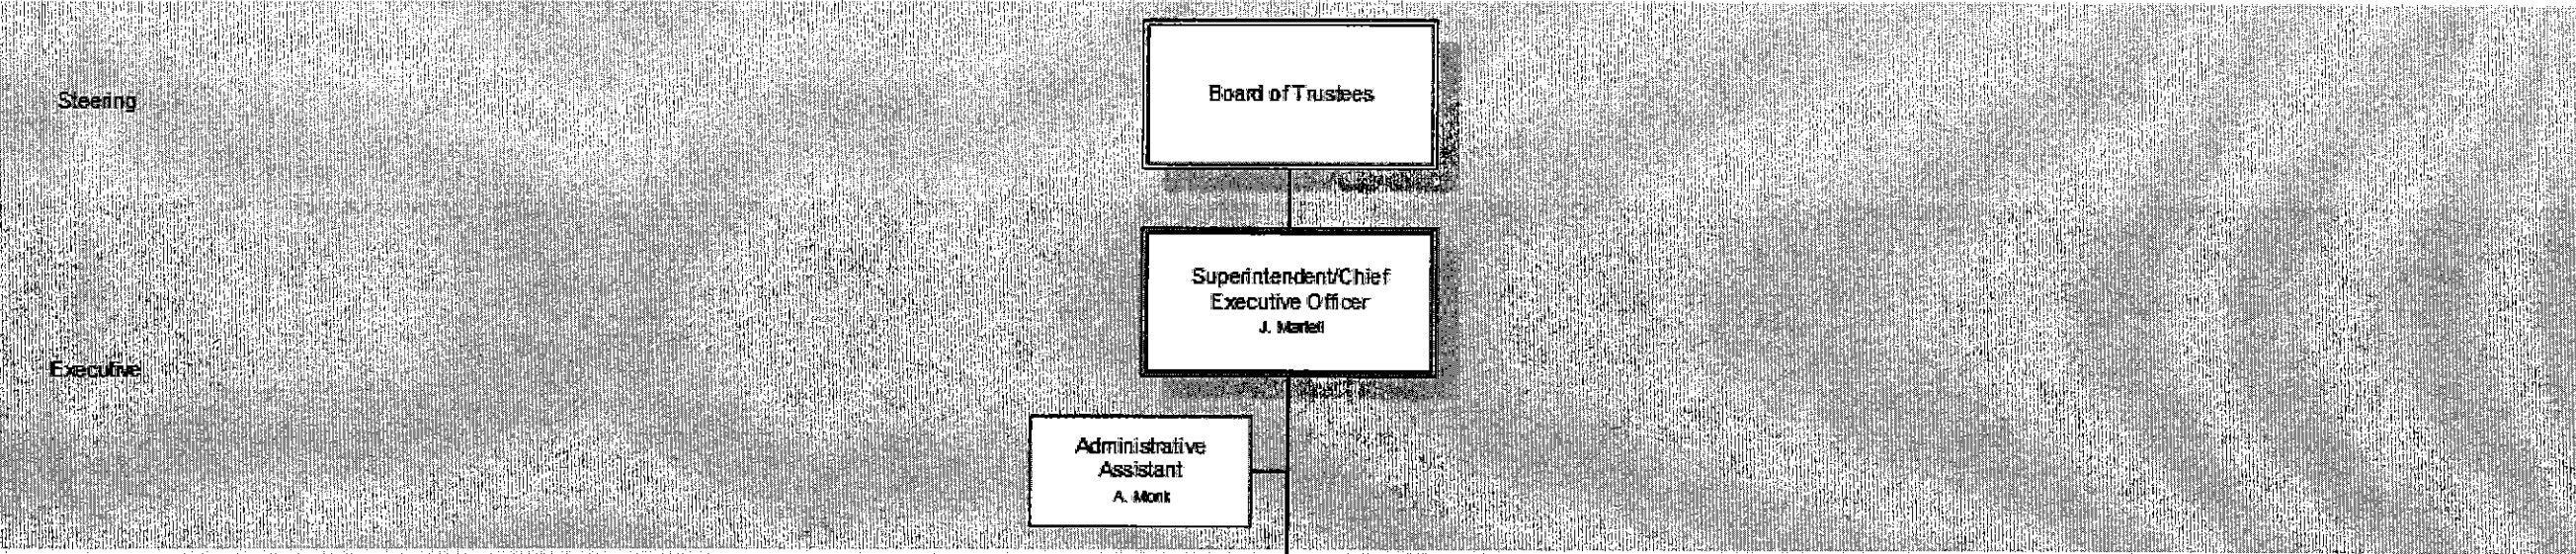 Steering
Board of Trustees
Superintendent/Chief
Executive Officer
J. Martell
Executive
Administrative
Assistant
A. Monk